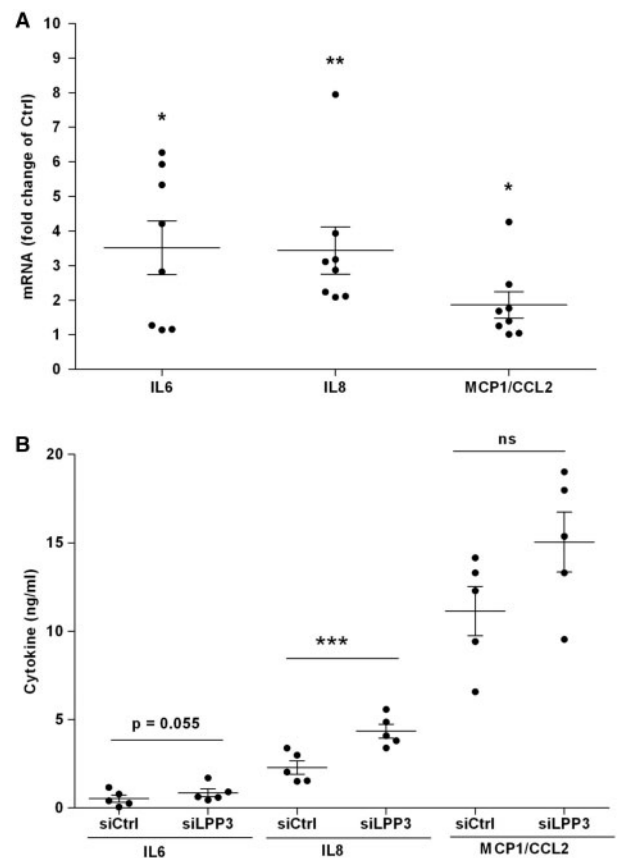 A
mRNA (fold change of Ctrl)
10
9
8
7
6
5
4
3
2
1
0
*
**
*
IL6
IL8
MCP1/CCL2
B
Cytokine (ng/ml)
20
15
10
5
0
p = 0.055
***
ns
siCtrl
siLPP3
siCtrl
siLPP3
siCtrl
siLPP3
IL6
IL8
MCP1/CCL2